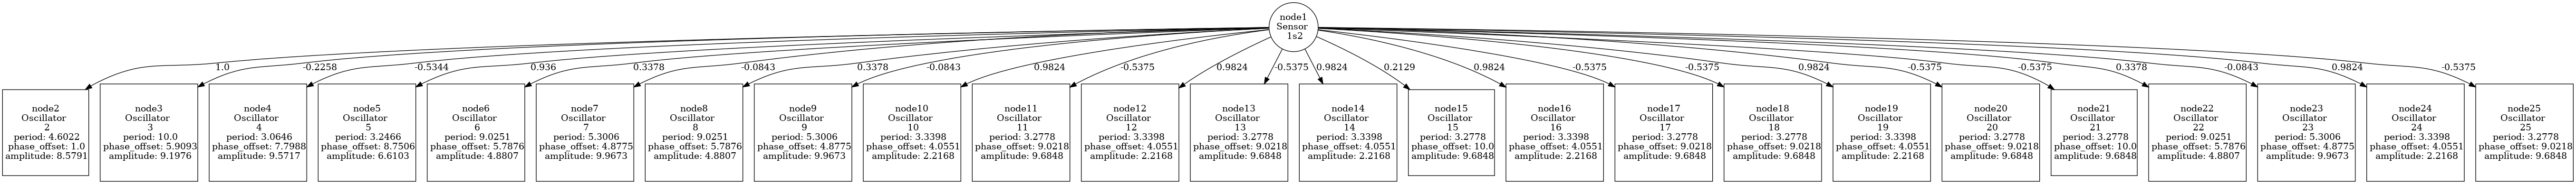 node1
Sensor
1s2
1.0
-0.2258
-0.5344
0.936
0.3378
-0.0843
0.3378
-0.0843
0.9824
-0.5375
0.9824
-0.5375
0.9824
0.2129
0.9824
-0.5375
-0.5375
0.9824
-0.5375
-0.5375
0.3378
-0.0843
0.9824
-0.5375
node2
Oscillator
2
period: 4.6022
phase_offset: 1.0
amplitude: 8.5791
node3
Oscillator
3
period: 10.0
phase_offset: 5.9093
amplitude: 9.1976
node4
Oscillator
4
period: 3.0646
phase_offset: 7.7988
amplitude: 9.5717
node5
Oscillator
5
period: 3.2466
phase_offset: 8.7506
amplitude: 6.6103
node6
Oscillator
6
period: 9.0251
phase_offset: 5.7876
amplitude: 4.8807
node7
Oscillator
7
period: 5.3006
phase_offset: 4.8775
amplitude: 9.9673
node8
Oscillator
8
period: 9.0251
phase_offset: 5.7876
amplitude: 4.8807
node9
Oscillator
9
period: 5.3006
phase_offset: 4.8775
amplitude: 9.9673
node10
Oscillator
10
period: 3.3398
phase_offset: 4.0551
amplitude: 2.2168
node11
Oscillator
11
period: 3.2778
phase_offset: 9.0218
amplitude: 9.6848
node12
Oscillator
12
period: 3.3398
phase_offset: 4.0551
amplitude: 2.2168
node13
Oscillator
13
period: 3.2778
phase_offset: 9.0218
amplitude: 9.6848
node14
Oscillator
14
period: 3.3398
phase_offset: 4.0551
amplitude: 2.2168
node15
Oscillator
15
period: 3.2778
phase_offset: 10.0
amplitude: 9.6848
node16
Oscillator
16
period: 3.3398
phase_offset: 4.0551
amplitude: 2.2168
node17
Oscillator
17
period: 3.2778
phase_offset: 9.0218
amplitude: 9.6848
node18
Oscillator
18
period: 3.2778
phase_offset: 9.0218
amplitude: 9.6848
node19
Oscillator
19
period: 3.3398
phase_offset: 4.0551
amplitude: 2.2168
node20
Oscillator
20
period: 3.2778
phase_offset: 9.0218
amplitude: 9.6848
node21
Oscillator
21
period: 3.2778
phase_offset: 10.0
amplitude: 9.6848
node22
Oscillator
22
period: 9.0251
phase_offset: 5.7876
amplitude: 4.8807
node23
Oscillator
23
period: 5.3006
phase_offset: 4.8775
amplitude: 9.9673
node24
Oscillator
24
period: 3.3398
phase_offset: 4.0551
amplitude: 2.2168
node25
Oscillator
25
period: 3.2778
phase_offset: 9.0218
amplitude: 9.6848